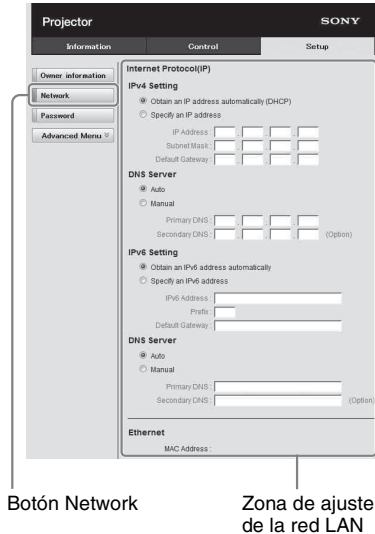 Projector SONY
Information Control Setup
Owner information
Network
Password
Advanced Menu
Internet Protocol(IP)
IPv4 Setting
Obtain an IP address automatically (DHCP)
Specify an IP address
IP Address :
Subnet Mask :
Default Gateway :
DNS Server
Auto
Manual
Primary DNS :
Secondary DNS : (Option)
IPv6 Setting
Obtain an IPv6 address automatically
Specify an IPv6 address
IPv6 Address :
Prefix :
Default Gateway :
DNS Server
Auto
Manual
Primary DNS :
Secondary DNS : (Option)
Ethernet
MAC Address :
Botón Network
Zona de ajuste
de la red LAN